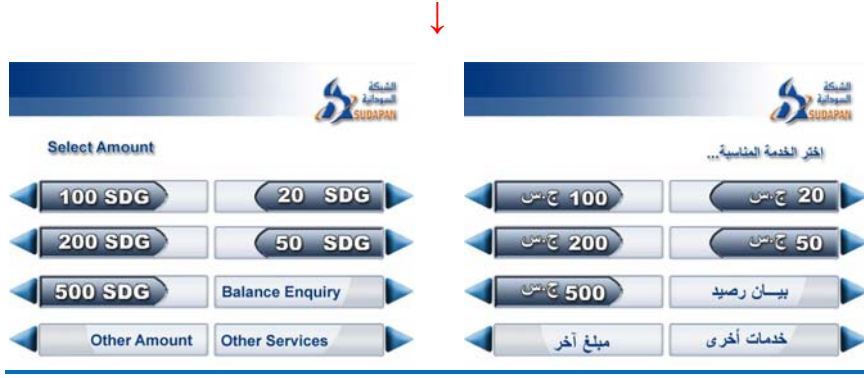 الشبكة
السودانية
SUDAPAN
Select Amount
100 SDG
20 SDG
200 SDG
50 SDG
500 SDG
Balance Enquiry
Other Amount
Other Services
الشبكة
السودانية
SUDAPAN
اختر الخدمة المناسبة...
20 ج.س
100 ج.س
50 ج.س
200 ج.س
بيـــان رصيد
500 ج.س
خدمات أخرى
مبلغ آخر